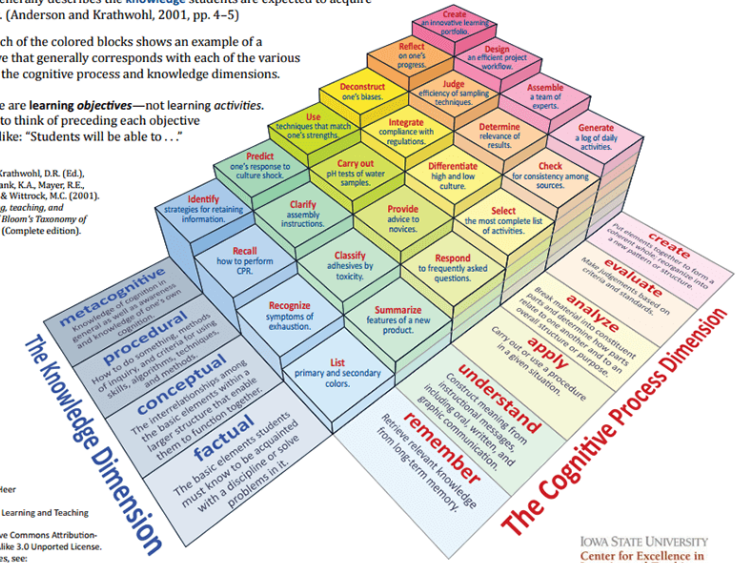 enerally describes the knowledge students are expected to acquire
. (Anderson and Krathwohl, 2001, pp. 4–5)
ch of the colored blocks shows an example of a
e that generally corresponds with each of the various
the cognitive process and knowledge dimensions.
e are learning objectives—not learning activities.
to think of preceding each objective
like: "Students will be able to . . ."
Krathwohl, D.R. (Ed.),
ank, K.A., Mayer, R.E.,
& Wittrock, M.C. (2001).
g, teaching, and
Bloom's Taxonomy of
(Complete edition).
Create
an innovative learning
portfolio.
Reflect
on one's
progress.
Design
an efficient project
workflow.
Deconstruct
one's biases.
Judge
efficiency of sampling
techniques.
Assemble
a team of
experts.
Use
techniques that match
one's strengths.
Integrate
compliance with
regulations.
Determine
relevance of
results.
Generate
a log of daily
activities.
Predict
one's response to
culture shock.
Carry out
pH tests of water
samples.
Differentiate
high and low
culture.
Check
for consistency among
sources.
Identify
strategies for retaining
information.
Clarify
assembly
instructions.
Provide
advice to
novices.
Select
the most complete list
of activities.
Recall
how to perform
CPR.
Classify
adhesives by
toxicity.
Respond
to frequently asked
questions.
Recognize
symptoms of
exhaustion.
Summarize
features of a new
product.
List
primary and secondary
colors.
The Knowledge Dimension
metacognitive
Knowledge of cognition in
general as well as awareness
and knowledge of one's own
cognition.
procedural
How to do something, methods
of inquiry, and criteria for using
skills, algorithms, techniques,
and methods.
conceptual
The interrelationships among
the basic elements within a
larger structure that enable
them to function together.
factual
The basic elements students
must know to be acquainted
with a discipline or solve
problems in it.
The Cognitive Process Dimension
create
Put elements together to form a
coherent whole; reorganize into
a new pattern or structure.
evaluate
Make judgements based on
criteria and standards.
analyze
Break material into constituent
parts and determine how parts
relate to one another and to an
overall structure or purpose.
apply
Carry out or use a procedure
in a given situation.
understand
Construct meaning from
instructional messages,
including oral, written, and
graphic communication.
remember
Retrieve relevant knowledge
from long-term memory.
Heer
Learning and Teaching
ve Commons Attribution-
like 3.0 Unported License.
es, see:
IOWA STATE UNIVERSITY
Center for Excellence in